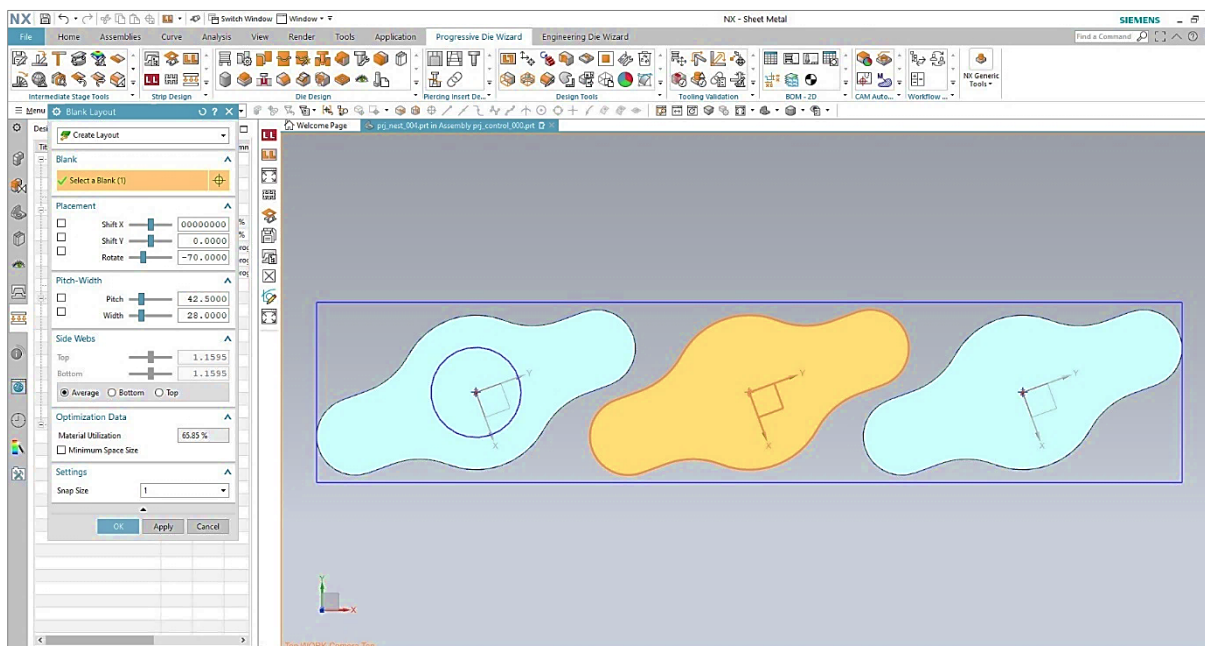 NX Switch Window Window NX - Sheet Metal SIEMENS
File Home Assemblies Curve Analysis View Render Tools Application Progressive Die Wizard Engineering Die Wizard Find a Command
NX Generic
Tools
Intermediate Stage Tools Strip Design Die Design Piercing Insert De... Design Tools Tooling Validation BOM - 2D CAM Auto... Workflow ...
Menu Blank Layout
Welcome Page prj_nest_004.prt in Assembly prj_control_000.prt
Create Layout
Blank
Select a Blank (1)
Placement
Shift X 00000000
Shift Y 0.0000
Rotate -70.0000
Pitch-Width
Pitch 42.5000
Width 28.0000
Side Webs
Top 1.1595
Bottom 1.1595
Average Bottom Top
Optimization Data
Material Utilization 65.85 %
Minimum Space Size
Settings
Snap Size 1
OK Apply Cancel
Y
X
Y
X
Y
X
Y
X